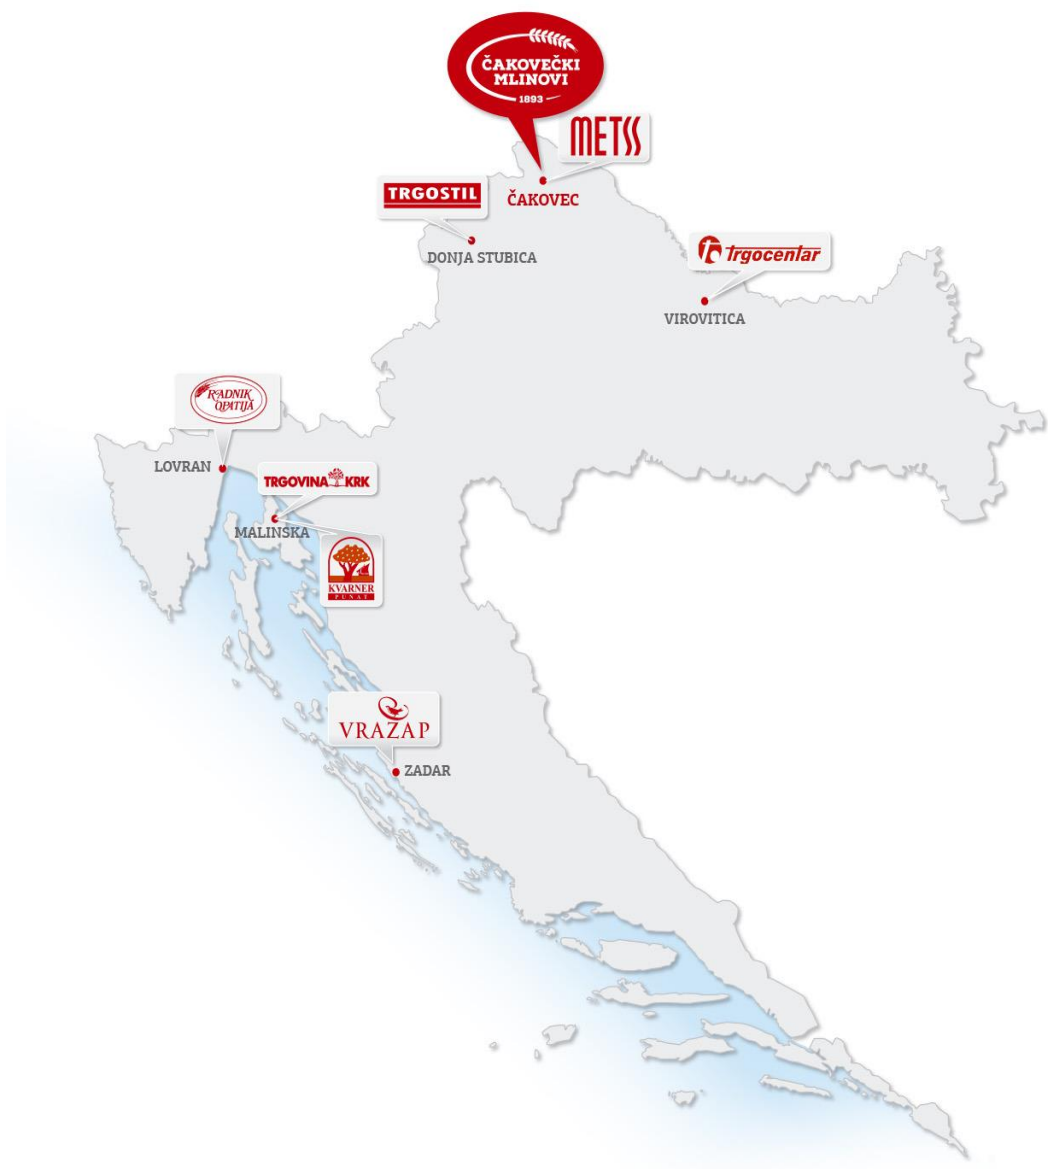 ČAKOVEČKI
MLINOVI
1893
METSS
ČAKOVEC
TRGOSTIL
DONJA STUBICA
Trgocentar
VIROVITICA
RADNIK
OPATIJA
LOVRAN
TRGOVINA KRK
MALINSKA
KVARNER
PUNAT
VRAZAP
ZADAR